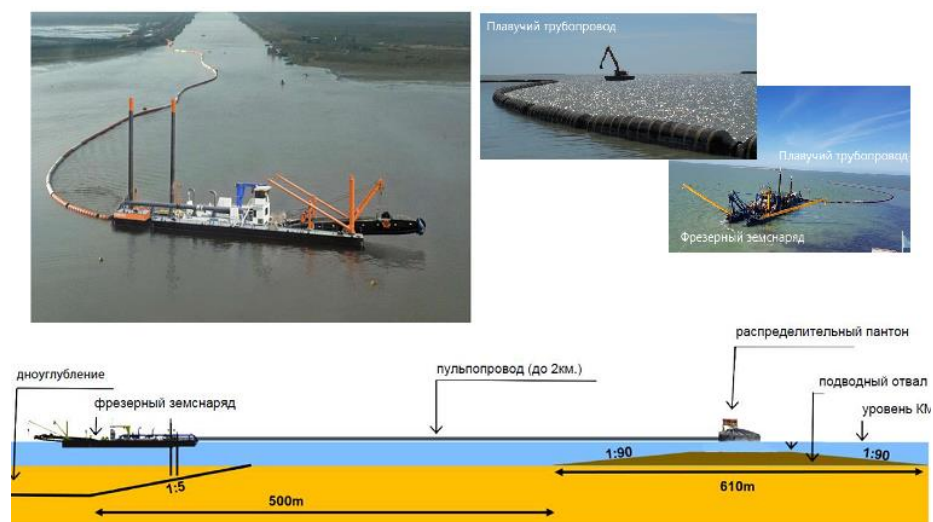 Плавучий трубопровод
Плавучий трубопровод
Фрезерный земснаряд
распределительный пантон
дноуглубление
пульпопровод (до 2км.)
подводный отвал
фрезерный земснаряд
уровень КМ
1:90
1:90
1:5
500m
610m